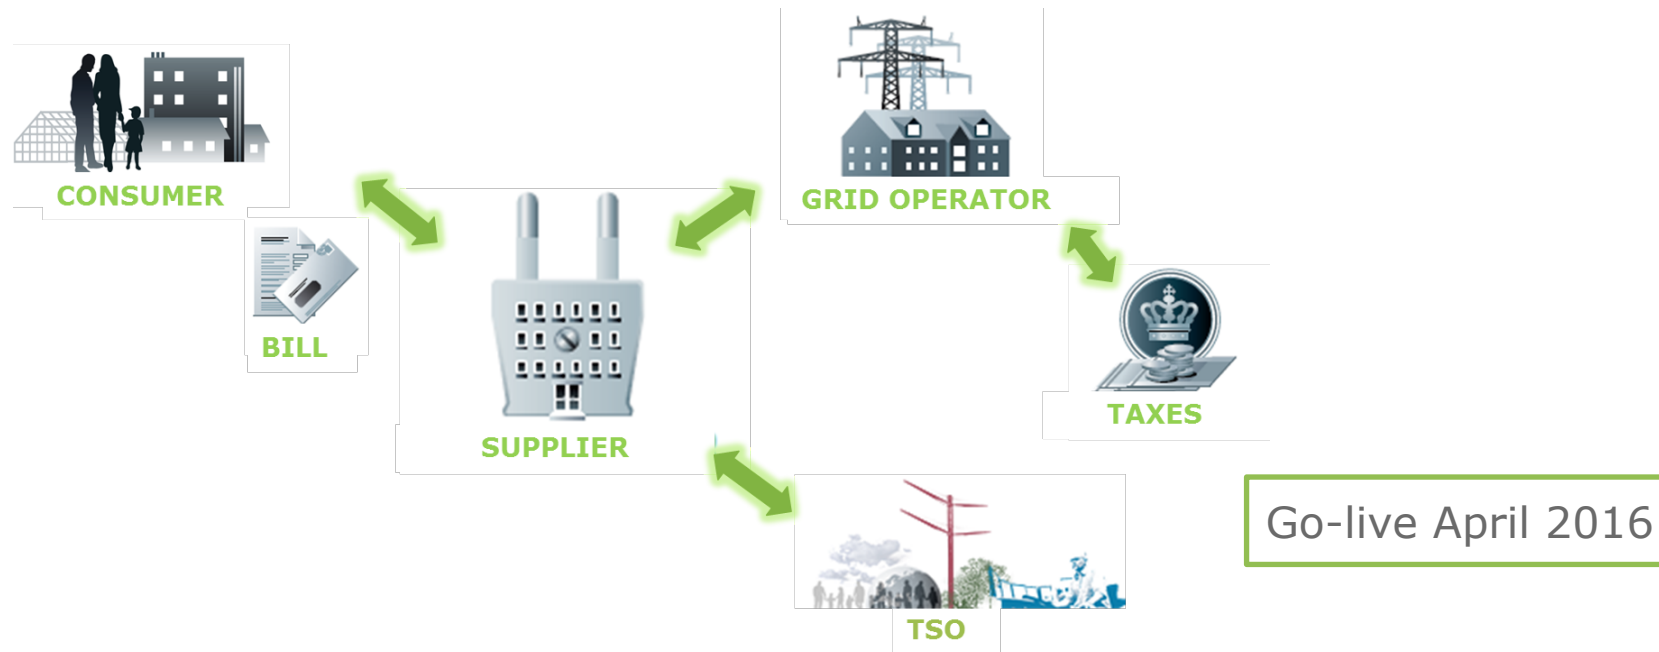 CONSUMER
GRID OPERATOR
BILL
TAXES
SUPPLIER
Go-live April 2016
TSO